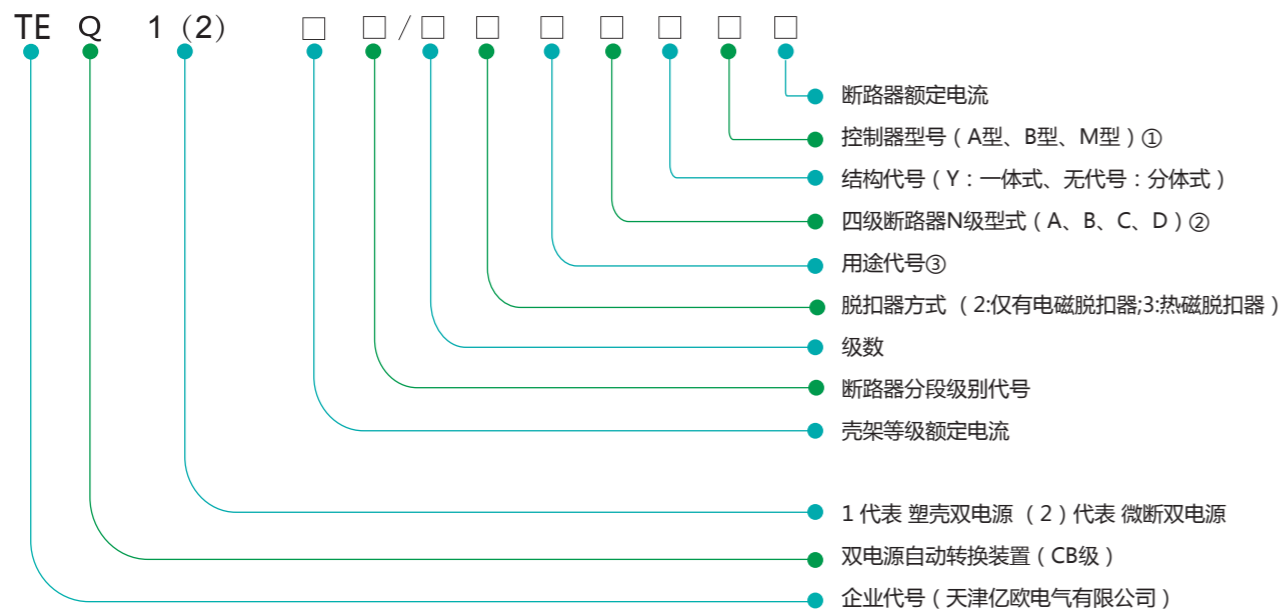 TE Q 1 (2) □ □ / □ □ □ □ □ □ □
断路器额定电流
控制器型号（A型、B型、M型）①
结构代号（Y：一体式、无代号：分体式）
四级断路器N级型式（A、B、C、D）②
用途代号③
脱扣器方式 （2:仅有电磁脱扣器;3:热磁脱扣器）
级数
断路器分段级别代号
壳架等级额定电流
1 代表 塑壳双电源 （2）代表 微断双电源
双电源自动转换装置（CB级）
企业代号（天津亿欧电气有限公司）